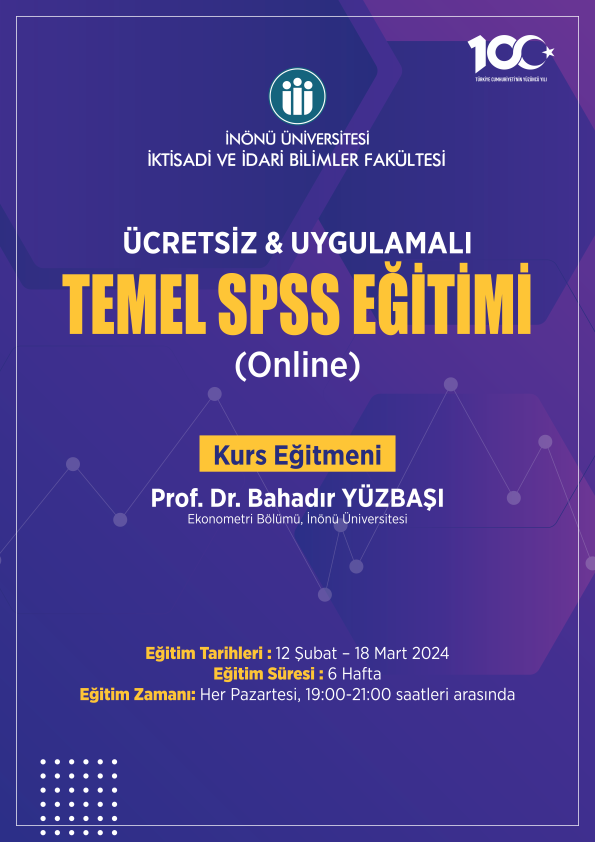 100
TÜRKİYE CUMHURİYETİ'NİN YÜZÜNCÜ YILI
İNÖNÜ ÜNİVERSİTESİ
İKTİSADİ VE İDARİ BİLİMLER FAKÜLTESİ
ÜCRETSİZ & UYGULAMALI
TEMEL SPSS EĞİTİMİ
(Online)
Kurs Eğitmeni
Prof. Dr. Bahadır YÜZBAŞI
Ekonometri Bölümü, İnönü Üniversitesi
Eğitim Tarihleri : 12 Şubat – 18 Mart 2024
Eğitim Süresi : 6 Hafta
Eğitim Zamanı: Her Pazartesi, 19:00-21:00 saatleri arasında